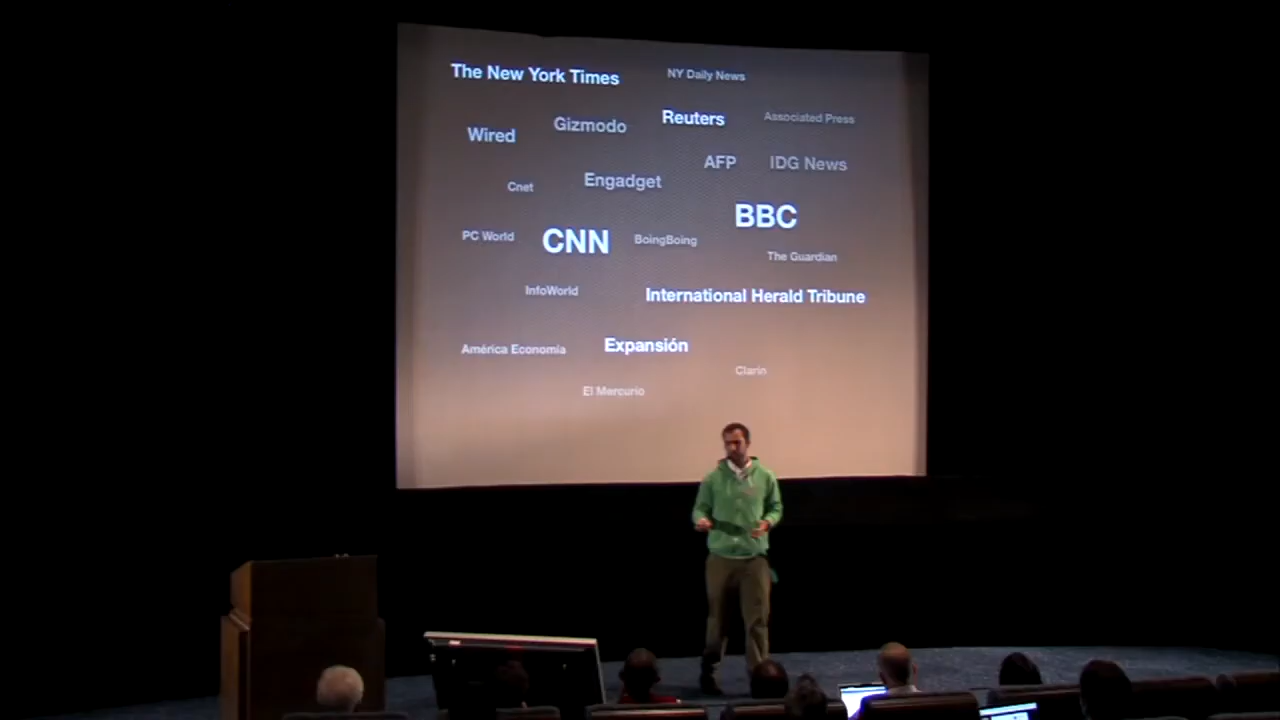 The New York Times
NY Daily News
Wired
Gizmodo
Reuters
Associated Press
AFP
IDG News
Cnet
Engadget
BBC
PC World
CNN
BoingBoing
The Guardian
InfoWorld
International Herald Tribune
América Economía
Expansión
Clarín
El Mercurio